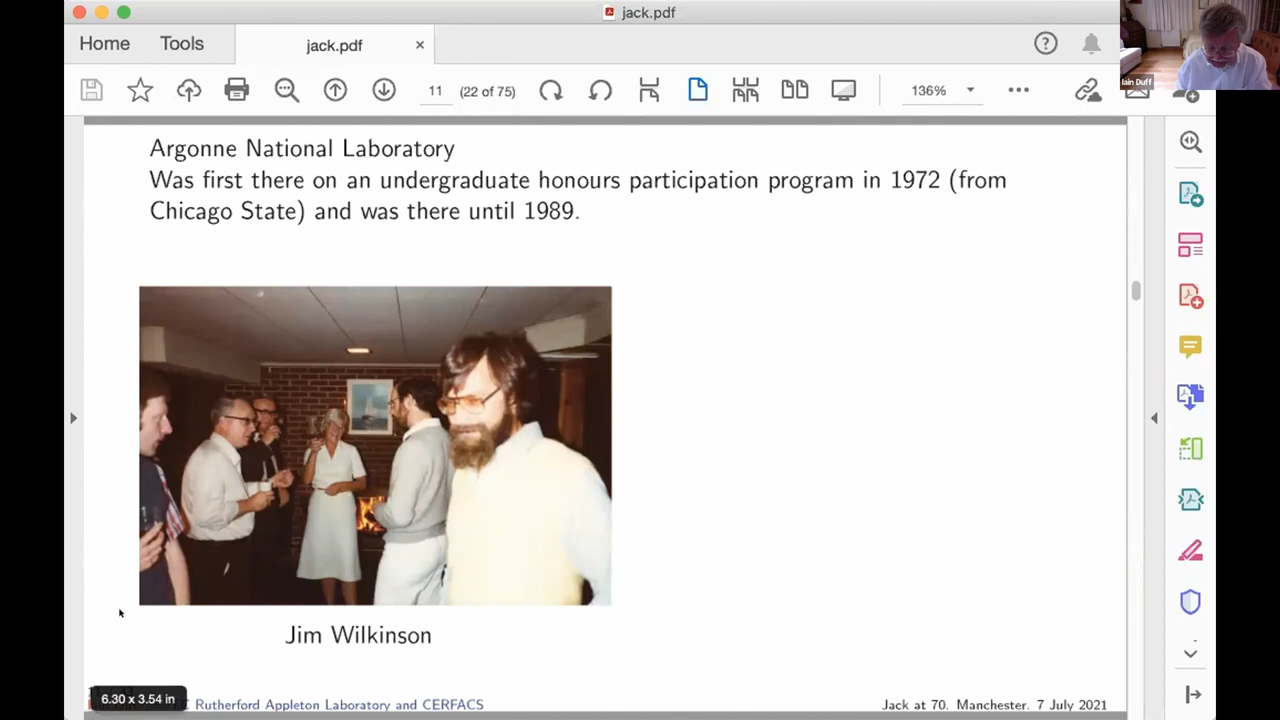 jack.pdf
Home
Tools
jack.pdf
11
(22 of 75)
136%
Iain Duff
Argonne National Laboratory
Was first there on an undergraduate honours participation program in 1972 (from
Chicago State) and was there until 1989.
Jim Wilkinson
6.30 x 3.54 in
Rutherford Appleton Laboratory and CERFACS
Jack at 70. Manchester. 7 July 2021